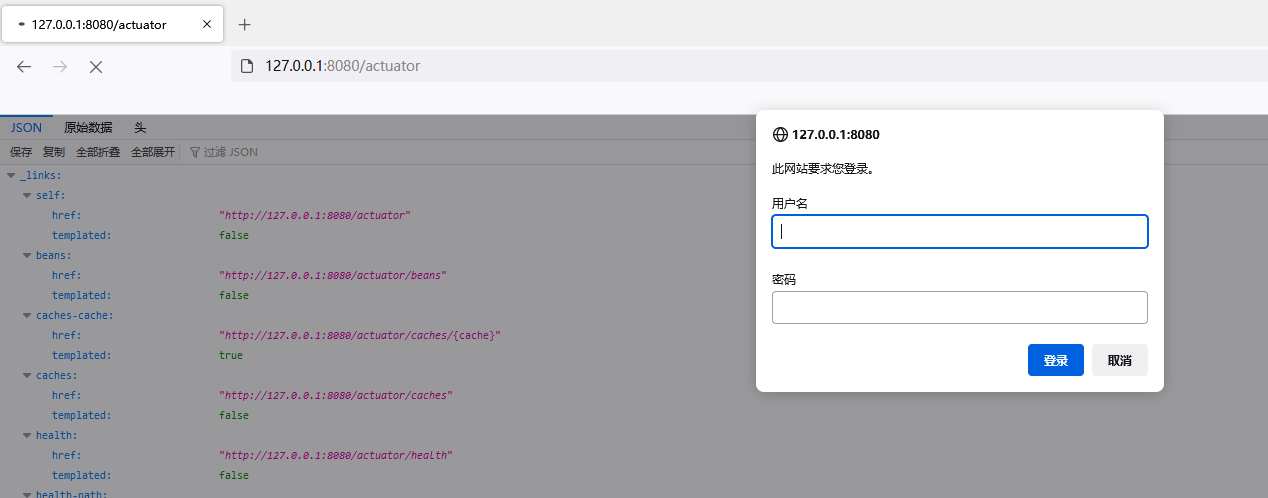 127.0.0.1:8080/actuator
127.0.0.1:8080/actuator
JSON 原始数据 头
保存 复制 全部折叠 全部展开 过滤 JSON
_links:
self:
href: "http://127.0.0.1:8080/actuator"
templated: false
beans:
href: "http://127.0.0.1:8080/actuator/beans"
templated: false
caches-cache:
href: "http://127.0.0.1:8080/actuator/caches/{cache}"
templated: true
caches:
href: "http://127.0.0.1:8080/actuator/caches"
templated: false
health:
href: "http://127.0.0.1:8080/actuator/health"
templated: false
health-path:
127.0.0.1:8080
此网站要求您登录。
用户名
密码
登录 取消